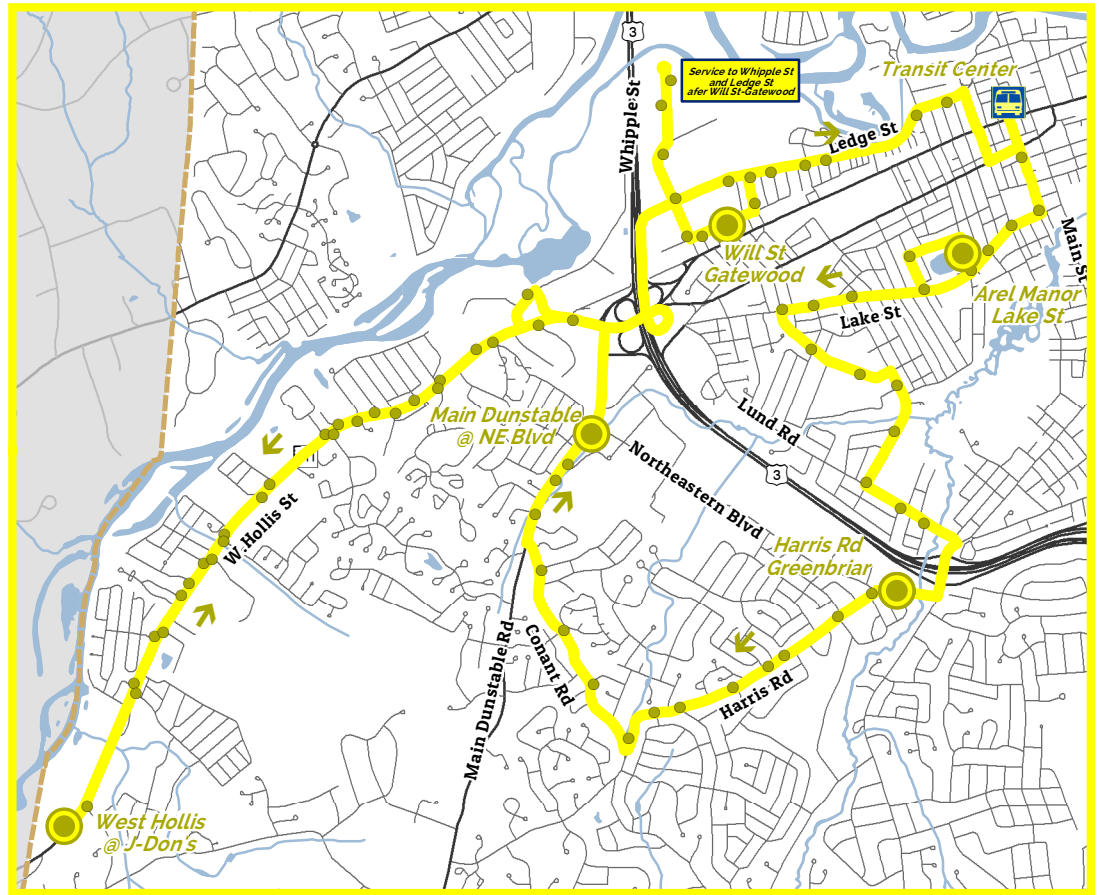 3
Service to Whipple St
and Ledge St
afer Will St-Gatewood
Transit Center
Whipple St
Ledge St
Main St
Will St
Gatewood
Arel Manor
Lake St
Lake St
Main Dunstable
@ NE Blvd
Lund Rd
Northeastern Blvd
3
W.Hollis St
Harris Rd
Greenbriar
Conant Rd
Main Dunstable Rd
Harris Rd
West Hollis
@ J-Don's